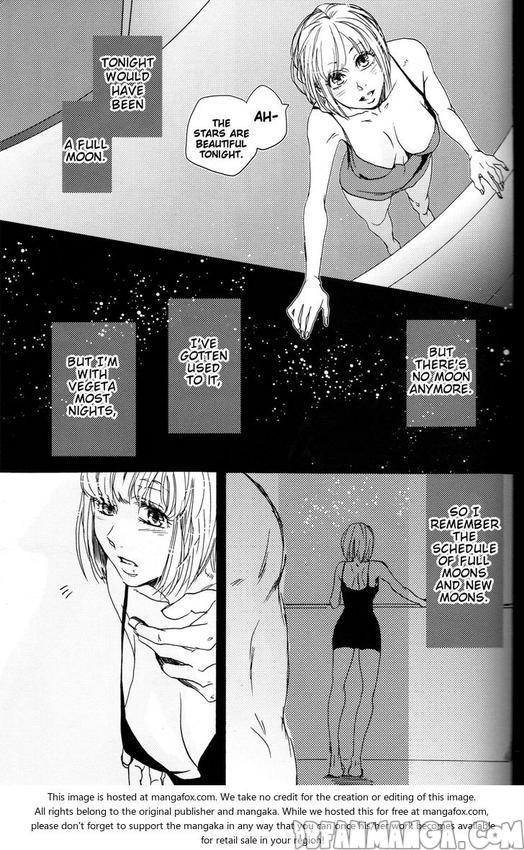 TONIGHT
WOULD
HAVE
BEEN
A FULL
MOON.
AH-
THE
STARS ARE
BEAUTIFUL
TONIGHT.
BUT
THERE'S
NO MOON
ANYMORE.
I'VE
GOTTEN
USED
TO IT,
BUT I'M
WITH
VEGETA
MOST
NIGHTS,
SO I
REMEMBER
THE
SCHEDULE
OF FULL
MOONS
AND NEW
MOONS.
This image is hosted at mangafox.com. We take no credit for the creation or editing of this image.
All rights belong to the original publisher and mangaka. While we hosted this for free at mangafox.com,
please don't forget to support the mangaka in any way that you can once his/her work becomes available
for retail sale in your region!
FANMANGA.COM